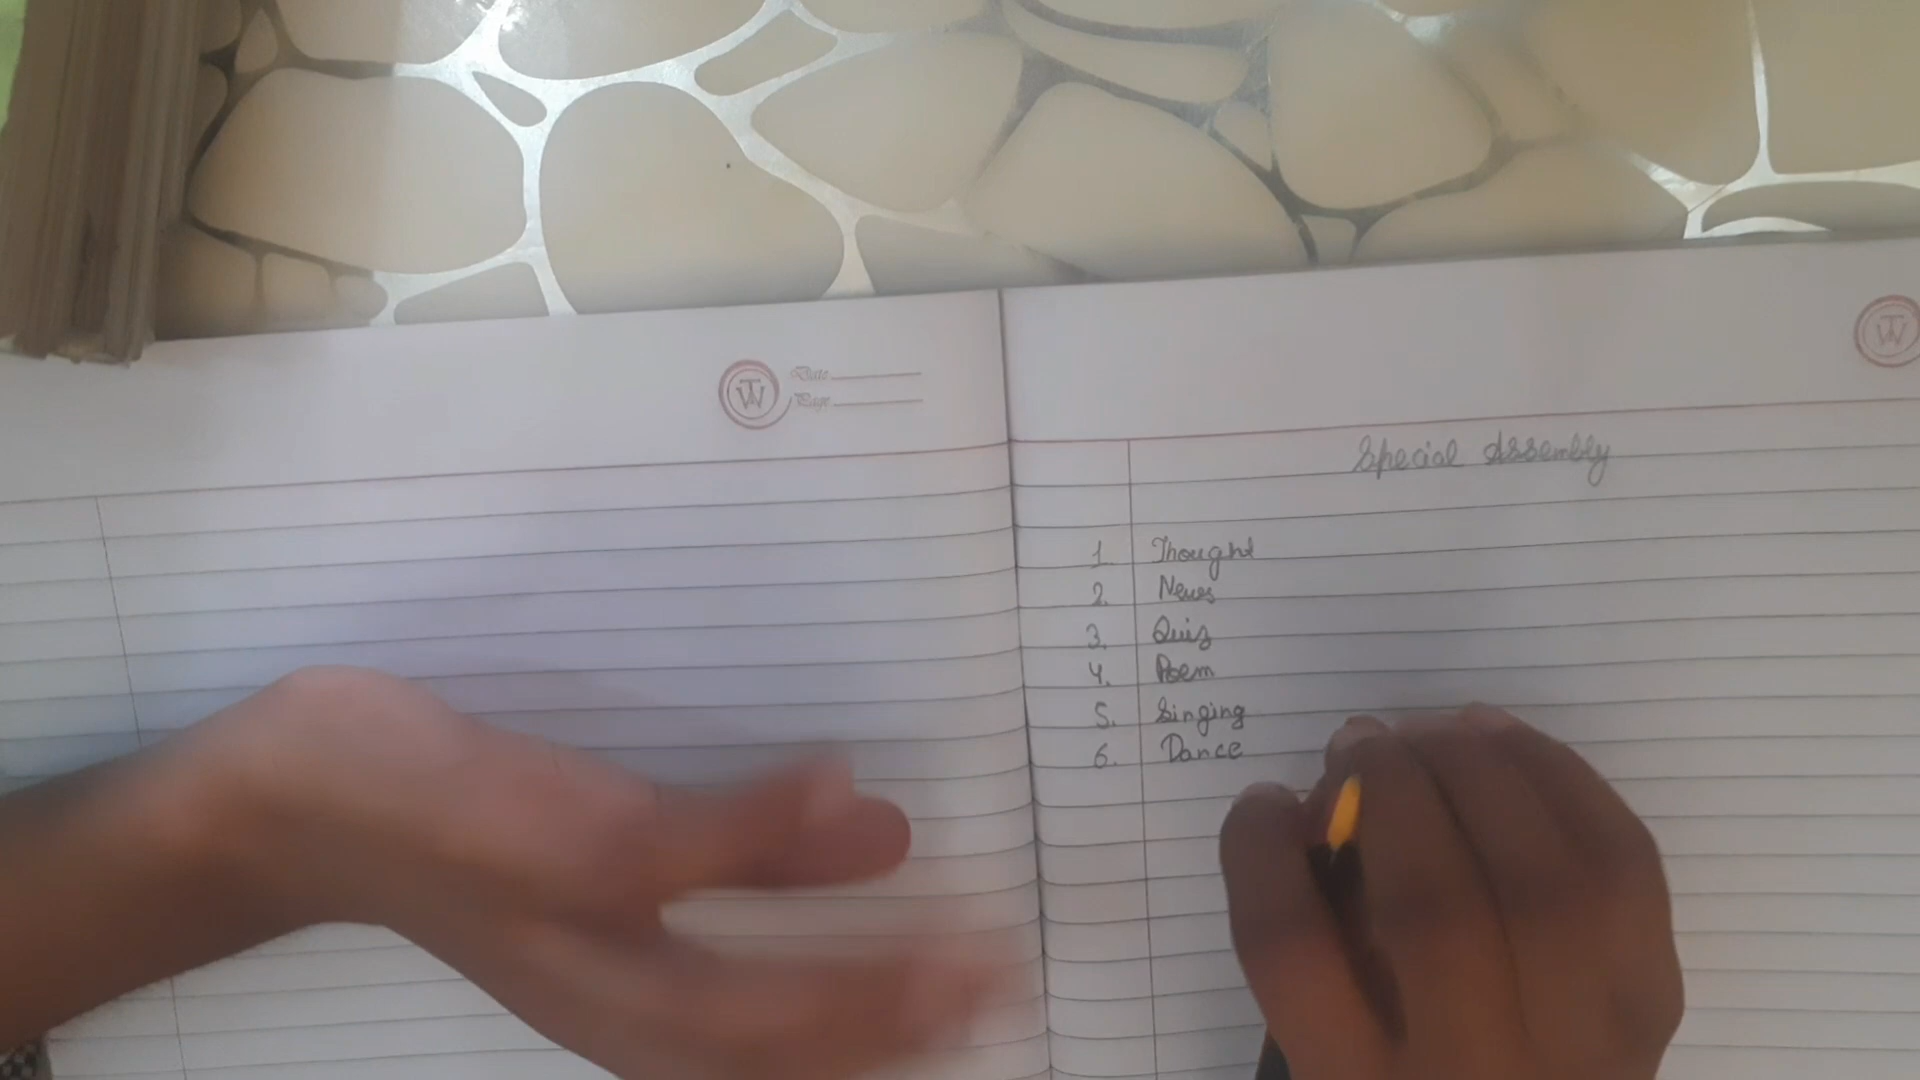 Date
Page
Special Assembly
1. Thought
2. News
3. Quiz
4. Poem
5. Singing
6. Dance